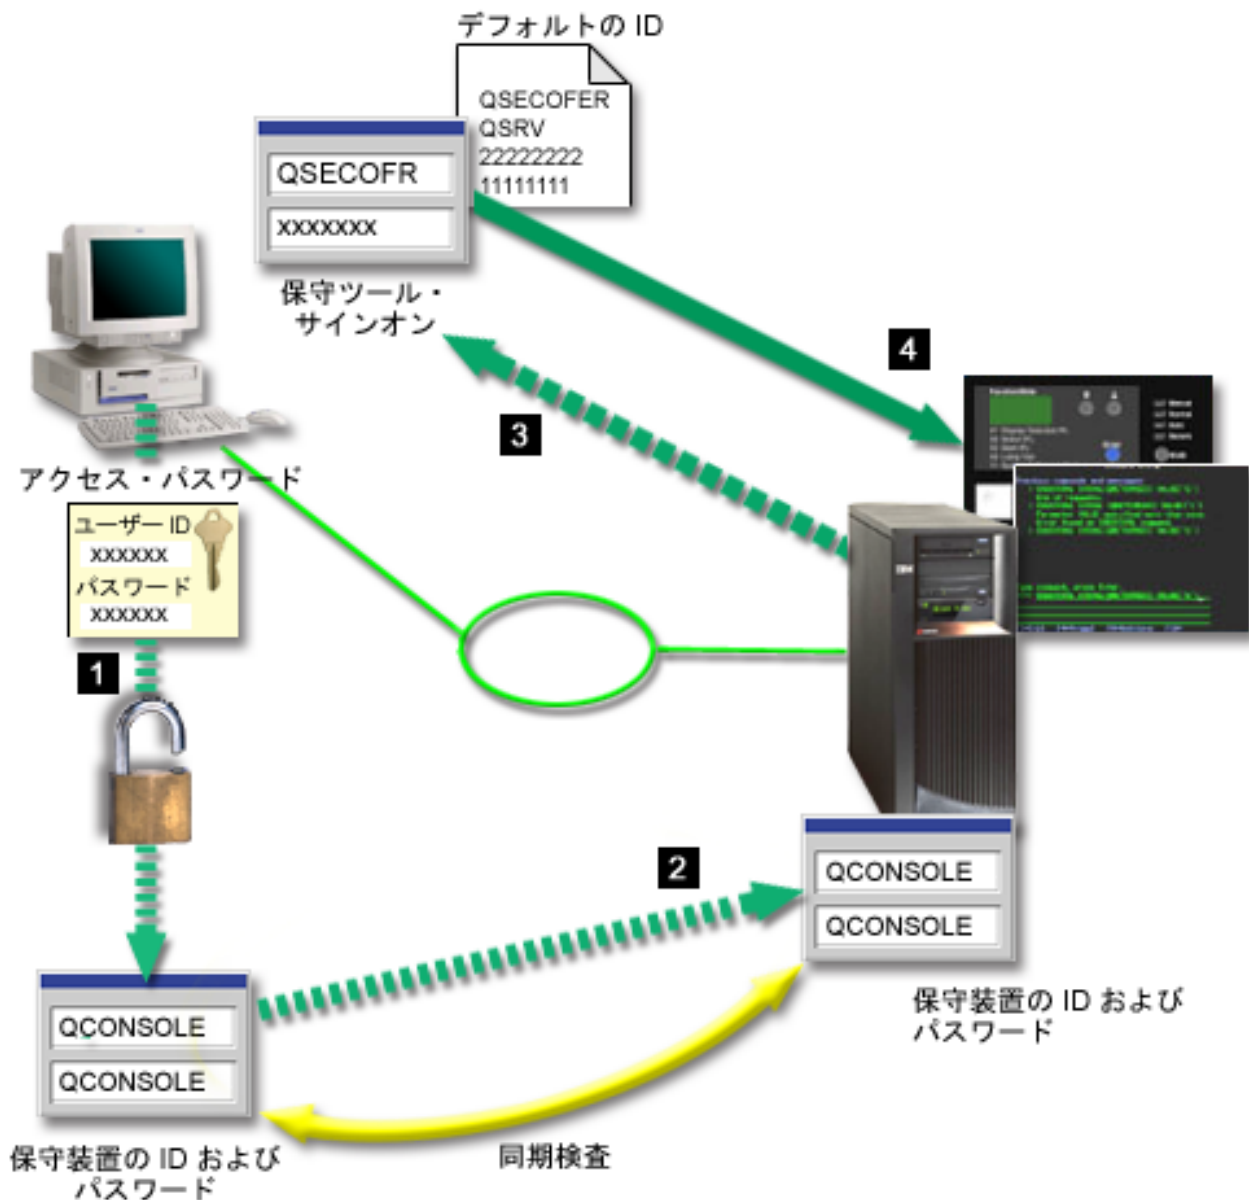 デフォルトの ID
QSECOFER
QSRV
22222222
11111111
QSECOFR
xxxxxxx
保守ツール・
サインオン
4
3
アクセス・パスワード
ユーザー ID
xxxxxx
パスワード
xxxxxx
1
IBM
2
QCONSOLE
QCONSOLE
保守装置の ID および
パスワード
QCONSOLE
QCONSOLE
保守装置の ID および
パスワード
同期検査